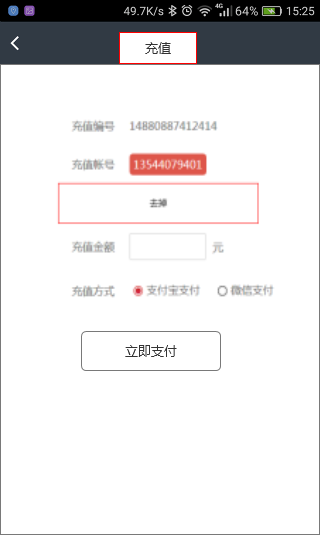 49.7K/s 4G 64% 15:25
充值
充值编号 14880887412414
充值帐号 13544079401
去掉
充值金额 元
充值方式 支付宝支付 微信支付
立即支付